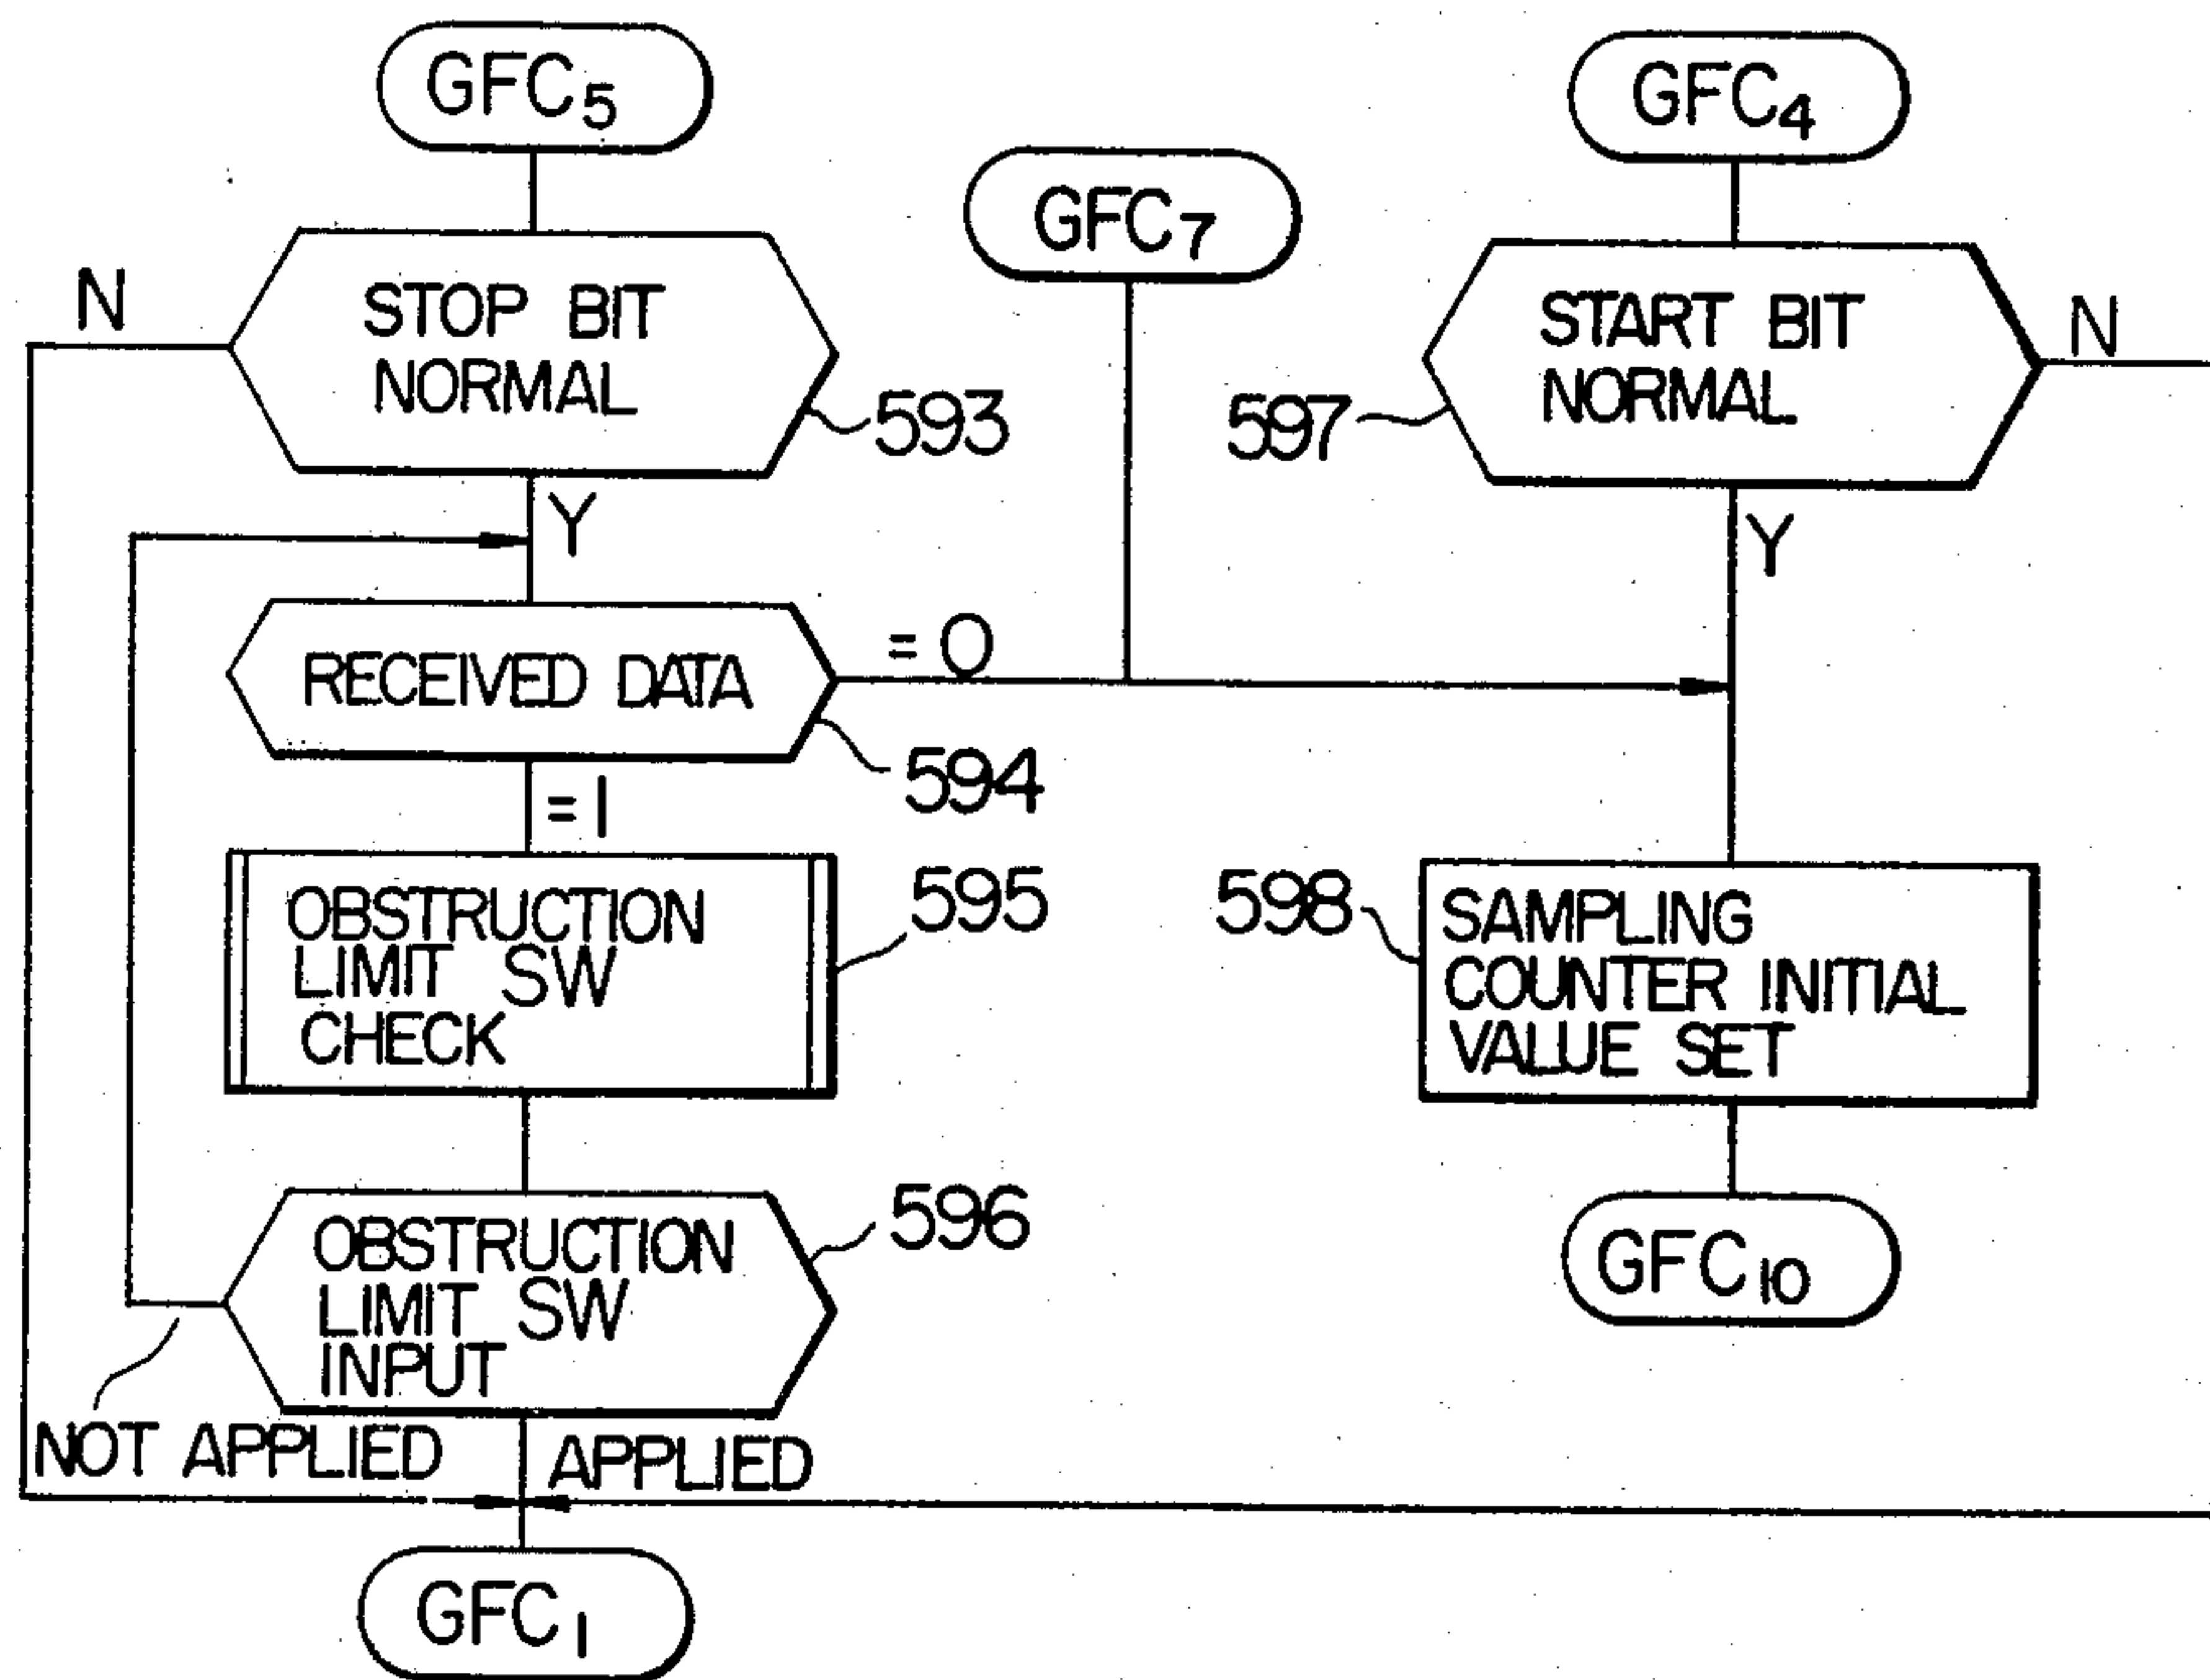 GFC5
GFC4
GFC7
N
STOP BIT
NORMAL
593
START BIT
NORMAL
N
597
Y
Y
RECEIVED DATA
= 0
594
= 1
OBSTRUCTION
LIMIT SW
CHECK
595
598
SAMPLING
COUNTER INITIAL
VALUE SET
OBSTRUCTION
LIMIT SW
INPUT
596
GFC10
NOT APPLIED
APPLIED
GFC1